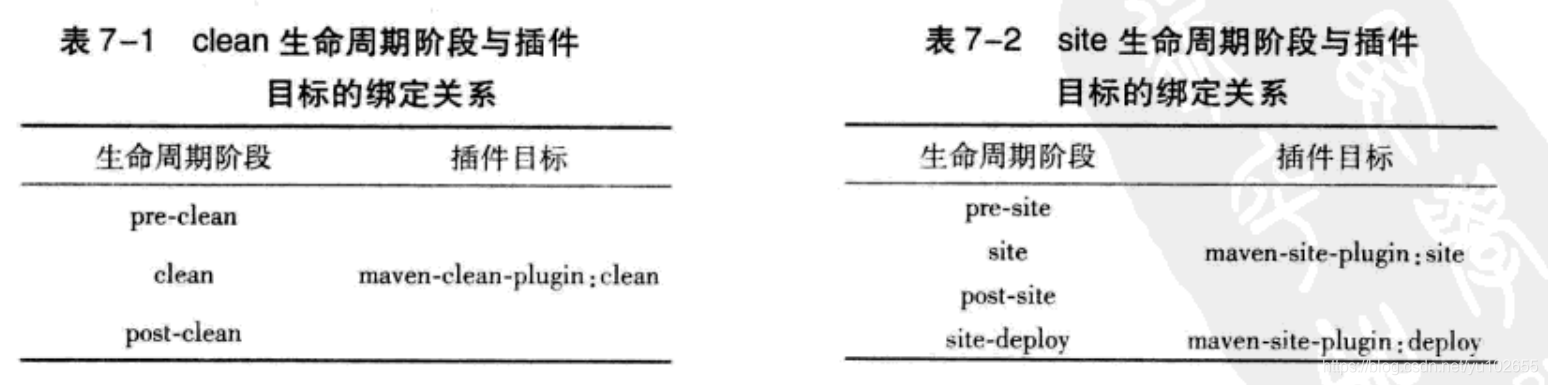 表 7-1 clean 生命周期阶段与插件
目标的绑定关系
生命周期阶段 插件目标
pre-clean
clean maven-clean-plugin:clean
post-clean
表 7-2 site 生命周期阶段与插件
目标的绑定关系
生命周期阶段 插件目标
pre-site
site maven-site-plugin:site
post-site
site-deploy maven-site-plugin:deploy
https://blog.csdn.net/yu102655